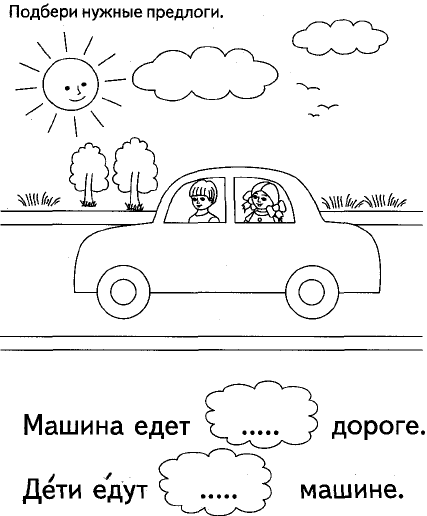 Подбери нужные предлоги.
Машина едет ..... дороге.
Де́ти е́дут ..... машине.